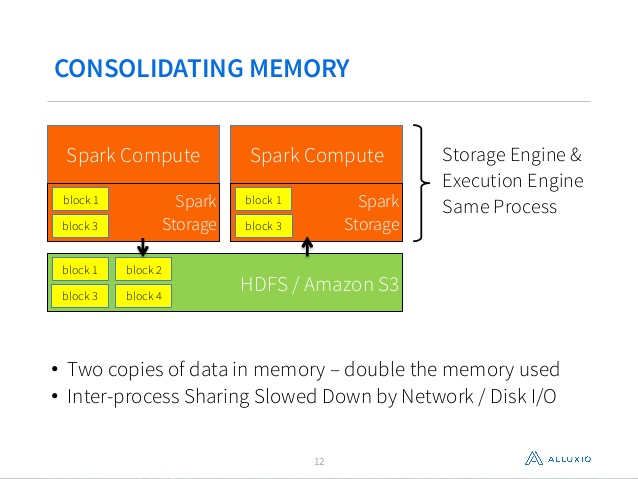 CONSOLIDATING MEMORY
Spark Compute
Spark Compute
block 1
block 3
Spark
Storage
block 1
block 3
Spark
Storage
Storage Engine &
Execution Engine
Same Process
block 1
block 2
block 3
block 4
HDFS / Amazon S3
• Two copies of data in memory – double the memory used
• Inter-process Sharing Slowed Down by Network / Disk I/O
12
ALLUXIO